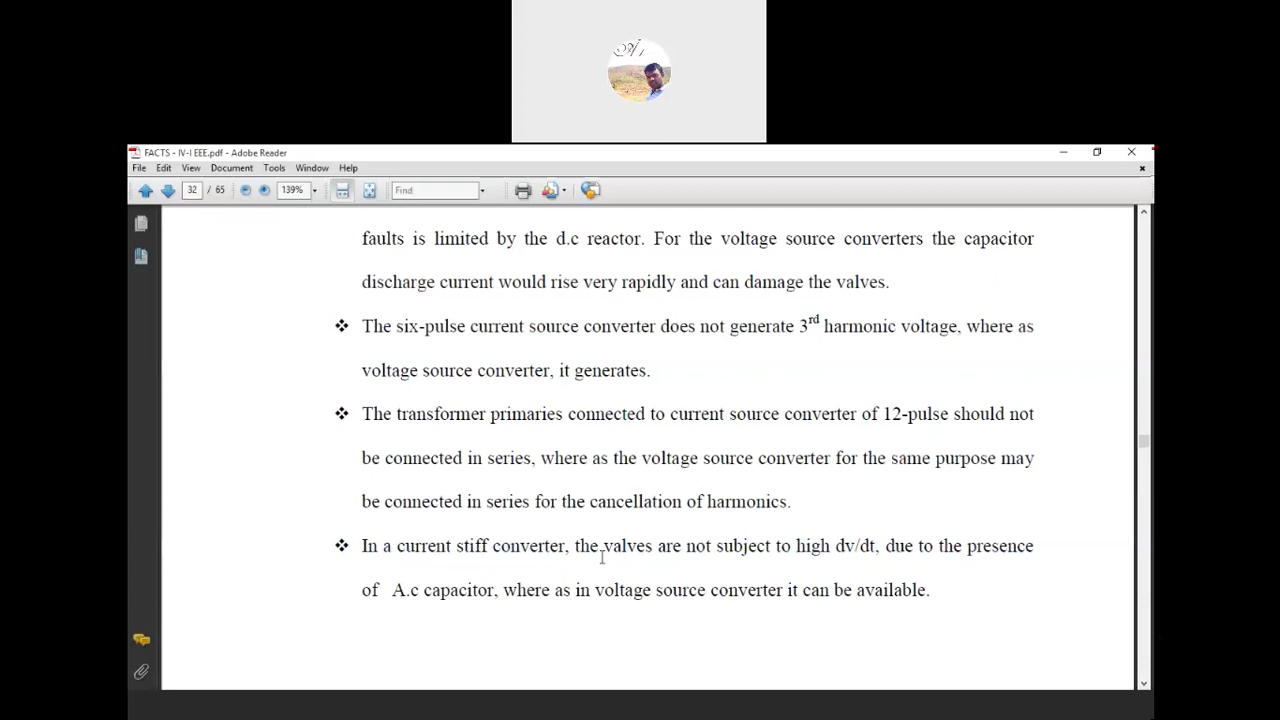 FACTS - IV-I EEE.pdf - Adobe Reader
File Edit View Document Tools Window Help
32 / 65 139% Find
faults is limited by the d.c reactor. For the voltage source converters the capacitor
discharge current would rise very rapidly and can damage the valves.
❖ The six-pulse current source converter does not generate 3rd harmonic voltage, where as
voltage source converter, it generates.
❖ The transformer primaries connected to current source converter of 12-pulse should not
be connected in series, where as the voltage source converter for the same purpose may
be connected in series for the cancellation of harmonics.
❖ In a current stiff converter, the valves are not subject to high dv/dt, due to the presence
of A.c capacitor, where as in voltage source converter it can be available.